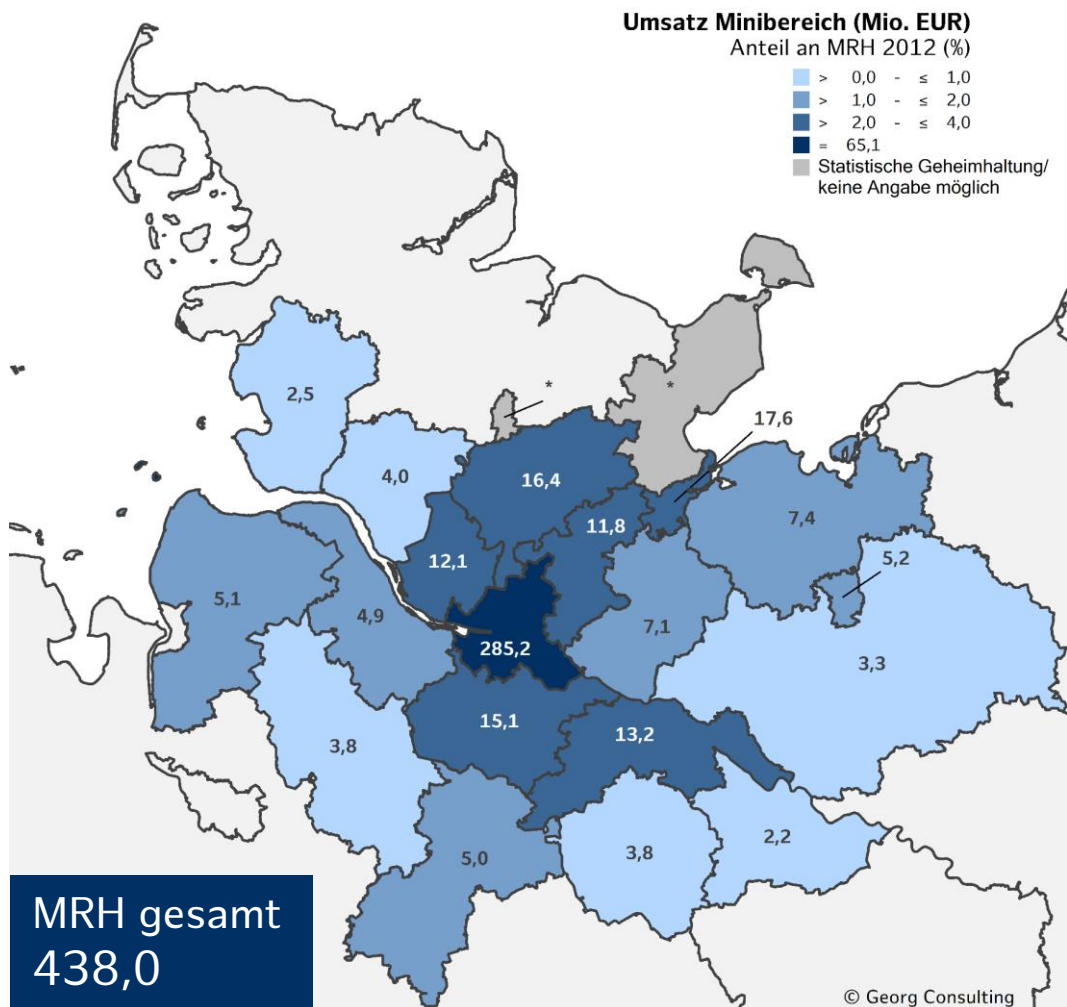 Umsatz Minibereich (Mio. EUR)
Anteil an MRH 2012 (%)
> 0,0 - ≤ 1,0
> 1,0 - ≤ 2,0
> 2,0 - ≤ 4,0
= 65,1
Statistische Geheimhaltung/
keine Angabe möglich
2,5
*
*
17,6
4,0
16,4
11,8
7,4
12,1
5,2
5,1
4,9
7,1
285,2
3,3
15,1
13,2
3,8
5,0
3,8
2,2
MRH gesamt
438,0
© Georg Consulting